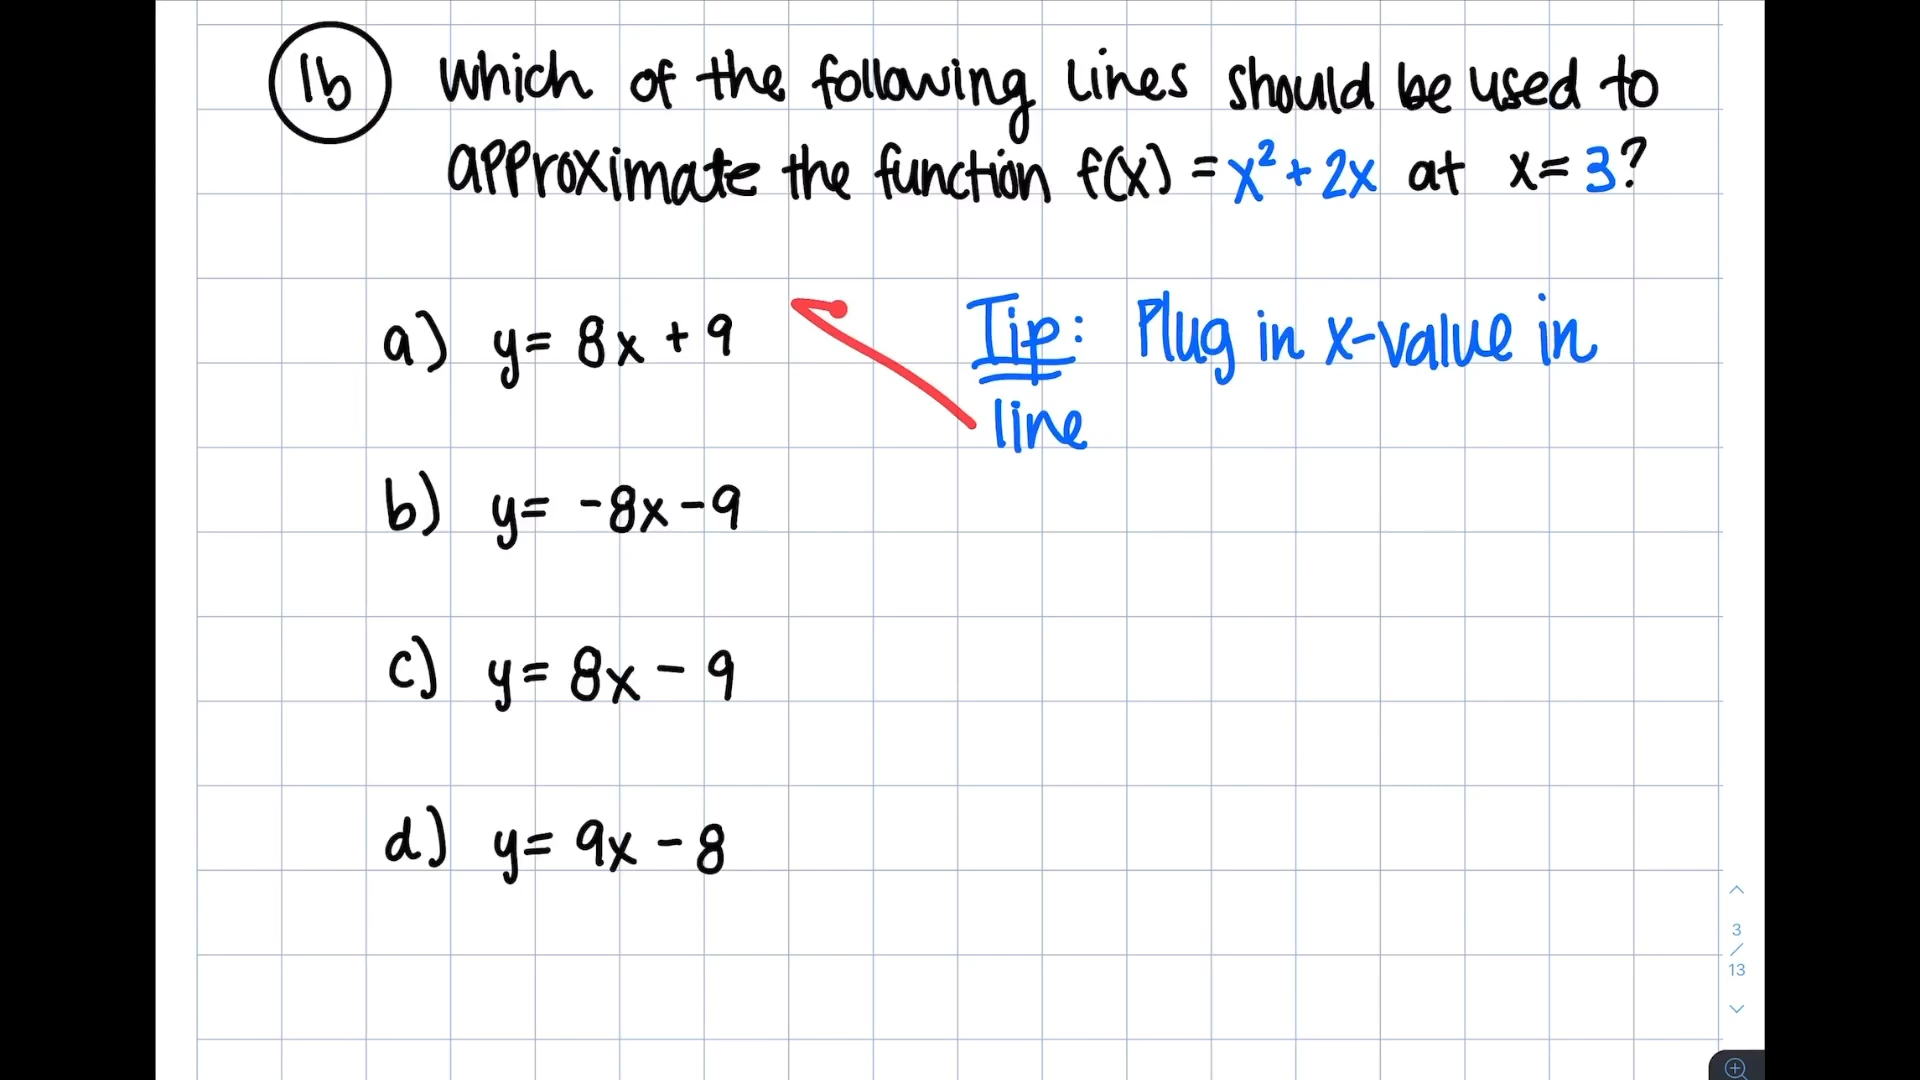 1b Which of the following lines should be used to
approximate the function f(x) = x² + 2x at x = 3?
a) y = 8x + 9
Tip: Plug in x-value in
line
b) y = -8x - 9
c) y = 8x - 9
d) y = 9x - 8
3
/
13